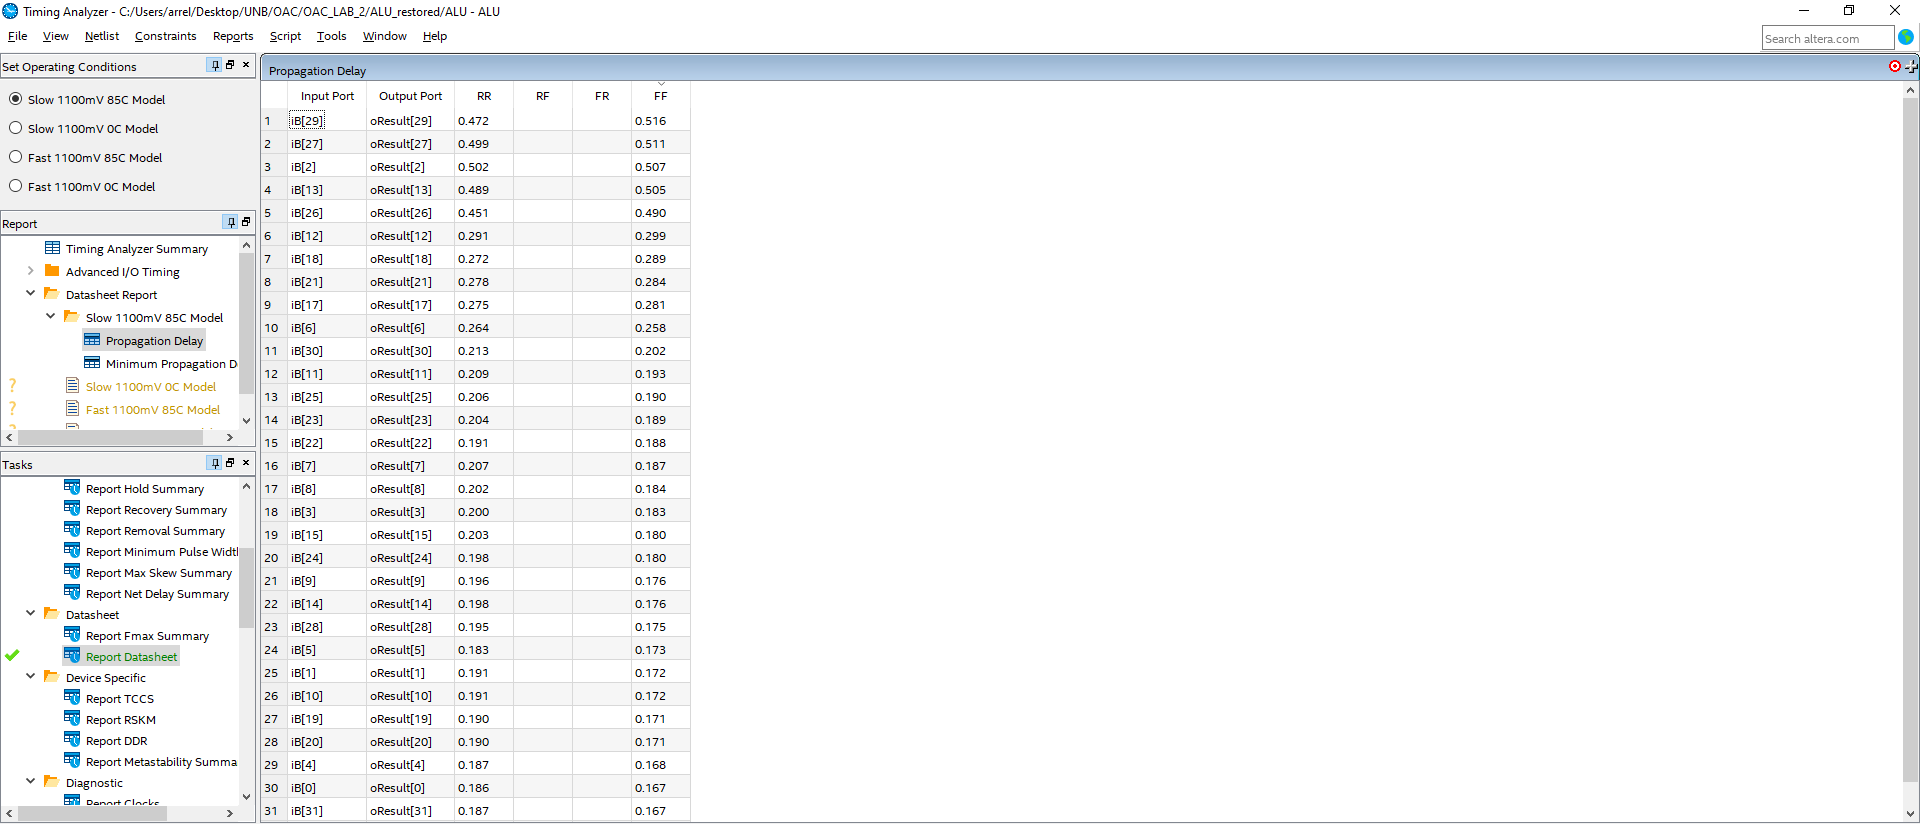 Timing Analyzer - C:/Users/arrel/Desktop/UNB/OAC/OAC_LAB_2/ALU_restored/ALU - ALU
File View Netlist Constraints Reports Script Tools Window Help
Search altera.com
Set Operating Conditions
Slow 1100mV 85C Model
Slow 1100mV 0C Model
Fast 1100mV 85C Model
Fast 1100mV 0C Model
Report
Timing Analyzer Summary
Advanced I/O Timing
Datasheet Report
Slow 1100mV 85C Model
Propagation Delay
Minimum Propagation D
Slow 1100mV 0C Model
Fast 1100mV 85C Model
Tasks
Report Hold Summary
Report Recovery Summary
Report Removal Summary
Report Minimum Pulse Widt
Report Max Skew Summary
Report Net Delay Summary
Datasheet
Report Fmax Summary
Report Datasheet
Device Specific
Report TCCS
Report RSKM
Report DDR
Report Metastability Summa
Diagnostic
Report Clocks
Propagation Delay
Input Port Output Port RR RF FR FF
1 iB[29] oResult[29] 0.472 0.516
2 iB[27] oResult[27] 0.499 0.511
3 iB[2] oResult[2] 0.502 0.507
4 iB[13] oResult[13] 0.489 0.505
5 iB[26] oResult[26] 0.451 0.490
6 iB[12] oResult[12] 0.291 0.299
7 iB[18] oResult[18] 0.272 0.289
8 iB[21] oResult[21] 0.278 0.284
9 iB[17] oResult[17] 0.275 0.281
10 iB[6] oResult[6] 0.264 0.258
11 iB[30] oResult[30] 0.213 0.202
12 iB[11] oResult[11] 0.209 0.193
13 iB[25] oResult[25] 0.206 0.190
14 iB[23] oResult[23] 0.204 0.189
15 iB[22] oResult[22] 0.191 0.188
16 iB[7] oResult[7] 0.207 0.187
17 iB[8] oResult[8] 0.202 0.184
18 iB[3] oResult[3] 0.200 0.183
19 iB[15] oResult[15] 0.203 0.180
20 iB[24] oResult[24] 0.198 0.180
21 iB[9] oResult[9] 0.196 0.176
22 iB[14] oResult[14] 0.198 0.176
23 iB[28] oResult[28] 0.195 0.175
24 iB[5] oResult[5] 0.183 0.173
25 iB[1] oResult[1] 0.191 0.172
26 iB[10] oResult[10] 0.191 0.172
27 iB[19] oResult[19] 0.190 0.171
28 iB[20] oResult[20] 0.190 0.171
29 iB[4] oResult[4] 0.187 0.168
30 iB[0] oResult[0] 0.186 0.167
31 iB[31] oResult[31] 0.187 0.167